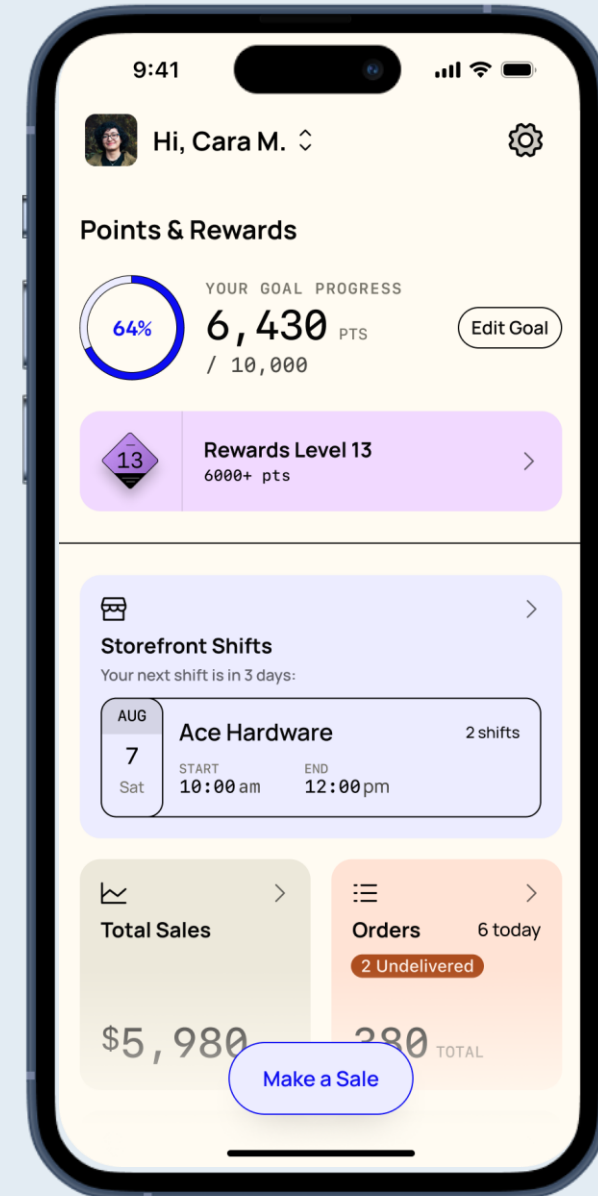 9:41
Hi, Cara M.
Points & Rewards
64%
YOUR GOAL PROGRESS
6,430 PTS
/ 10,000
Edit Goal
13
Rewards Level 13
6000+ pts
Storefront Shifts
Your next shift is in 3 days:
AUG
7
Sat
Ace Hardware
2 shifts
START
10:00 am
END
12:00 pm
Total Sales
$5,980
Orders
6 today
2 Undelivered
380 TOTAL
Make a Sale